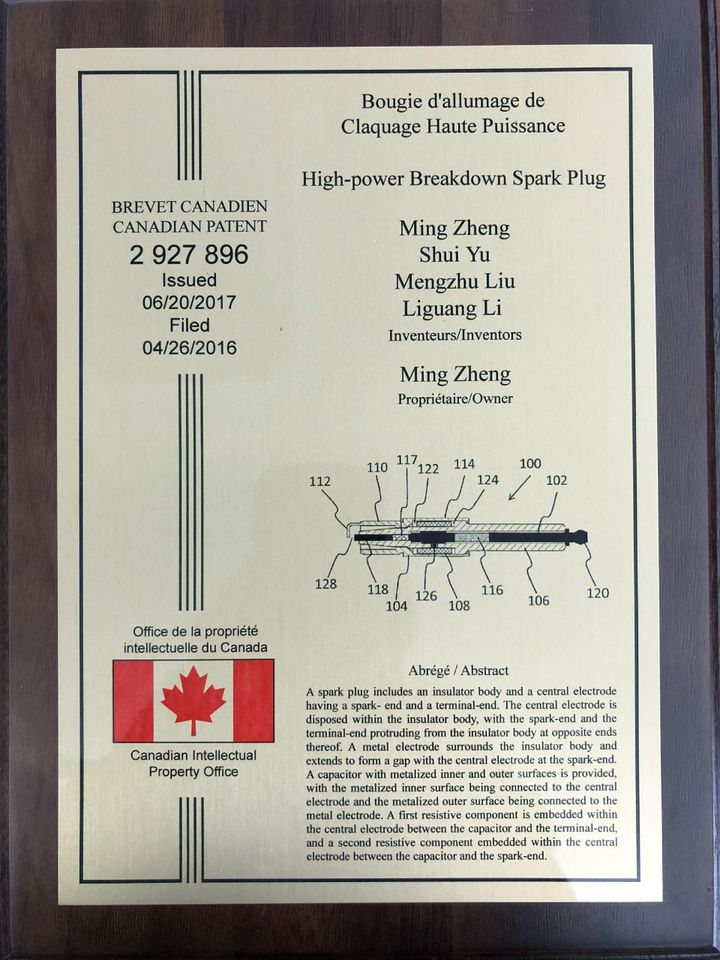 Bougie d'allumage de
Claquage Haute Puissance
High-power Breakdown Spark Plug
BREVET CANADIEN
CANADIAN PATENT
2 927 896
Issued
06/20/2017
Filed
04/26/2016
Ming Zheng
Shui Yu
Mengzhu Liu
Liguang Li
Inventeurs/Inventors
Ming Zheng
Propriétaire/Owner
112
110
117
122
114
124
100
102
128
118
104
126
108
116
106
120
Office de la propriété
intellectuelle du Canada
Canadian Intellectual
Property Office
Abrégé / Abstract
A spark plug includes an insulator body and a central electrode
having a spark- end and a terminal-end. The central electrode is
disposed within the insulator body, with the spark-end and the
terminal-end protruding from the insulator body at opposite ends
thereof. A metal electrode surrounds the insulator body and
extends to form a gap with the central electrode at the spark-end.
A capacitor with metalized inner and outer surfaces is provided,
with the metalized inner surface being connected to the central
electrode and the metalized outer surface being connected to the
metal electrode. A first resistive component is embedded within
the central electrode between the capacitor and the terminal-end,
and a second resistive component embedded within the central
electrode between the capacitor and the spark-end.